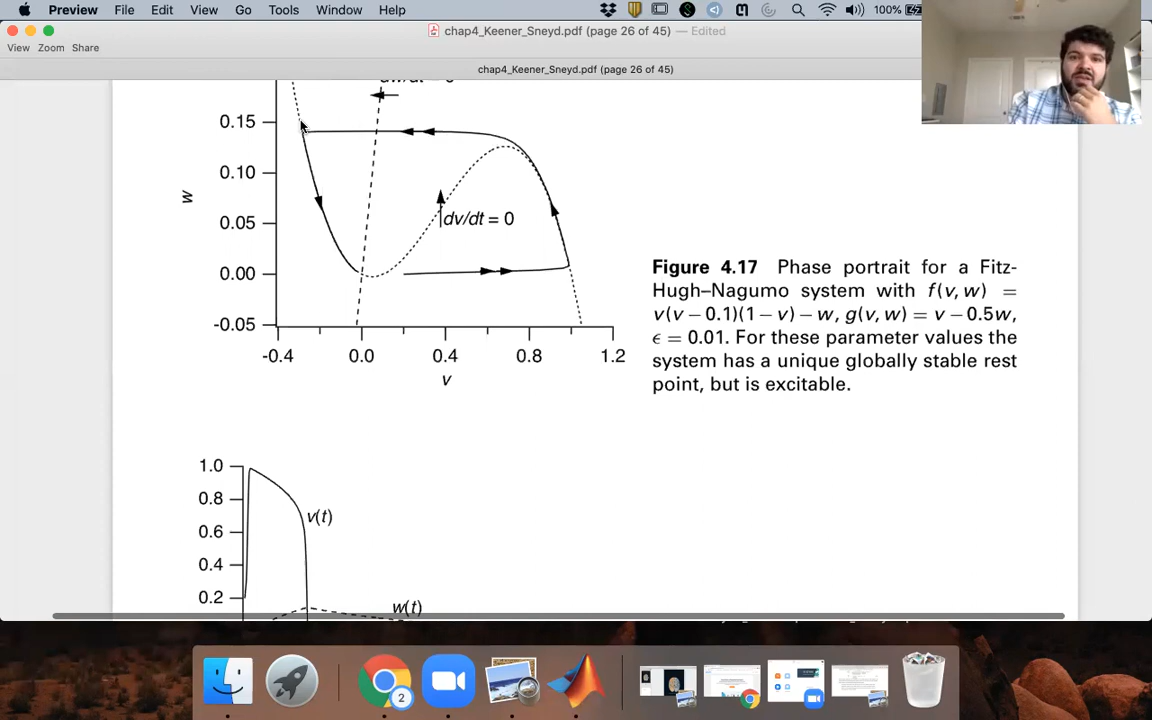 Preview File Edit View Go Tools Window Help 100%
chap4_Keener_Sneyd.pdf (page 26 of 45) — Edited
View Zoom Share
chap4_Keener_Sneyd.pdf (page 26 of 45)
0.15
0.10
0.05
0.00
-0.05
w
dv/dt = 0
-0.4 0.0 0.4 0.8 1.2
v
Figure 4.17 Phase portrait for a Fitz-
Hugh–Nagumo system with f(v, w) =
v(v − 0.1)(1 − v) − w, g(v, w) = v − 0.5w,
ϵ = 0.01. For these parameter values the
system has a unique globally stable rest
point, but is excitable.
1.0
0.8
0.6
0.4
0.2
v(t)
w(t)
2